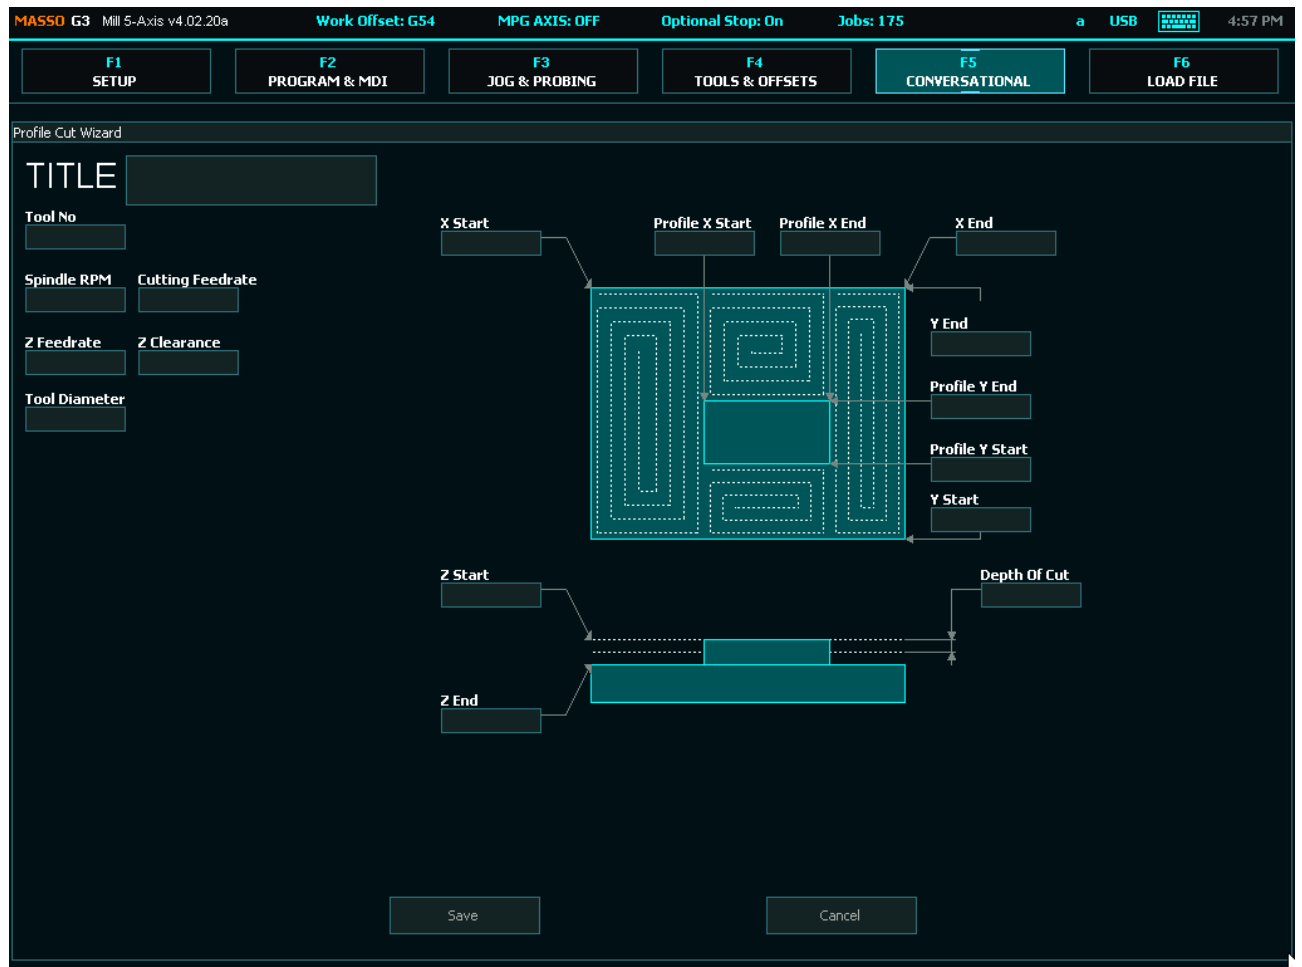 MASSO G3 Mill 5-Axis v4.02.20a Work Offset: G54 MPG AXIS: OFF Optional Stop: On Jobs: 175 a USB 4:57 PM
F1 F2 F3 F4 F5 F6
SETUP PROGRAM & MDI JOG & PROBING TOOLS & OFFSETS CONVERSATIONAL LOAD FILE
Profile Cut Wizard
TITLE
Tool No
X Start Profile X Start Profile X End X End
Spindle RPM Cutting Feedrate
Y End
Z Feedrate Z Clearance
Profile Y End
Tool Diameter
Profile Y Start
Y Start
Z Start Depth Of Cut
Z End
Save Cancel